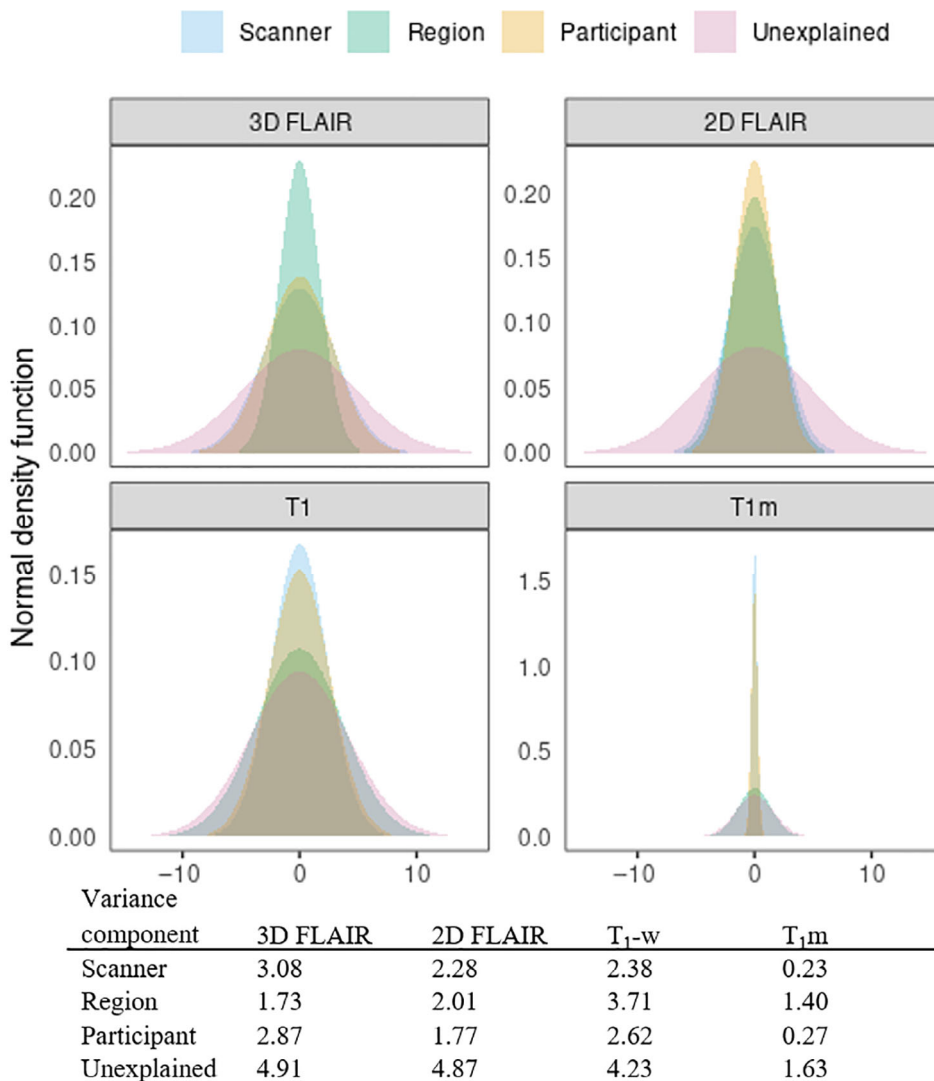 Scanner Region Participant Unexplained
3D FLAIR 2D FLAIR
Normal density function
0.20
0.15
0.10
0.05
0.00
0.20
0.15
0.10
0.05
0.00
T1 T1m
0.15
0.10
0.05
0.00
1.5
1.0
0.5
0.0
−10 0 10 −10 0 10
Variance
component 3D FLAIR 2D FLAIR T₁-w T₁m
Scanner 3.08 2.28 2.38 0.23
Region 1.73 2.01 3.71 1.40
Participant 2.87 1.77 2.62 0.27
Unexplained 4.91 4.87 4.23 1.63